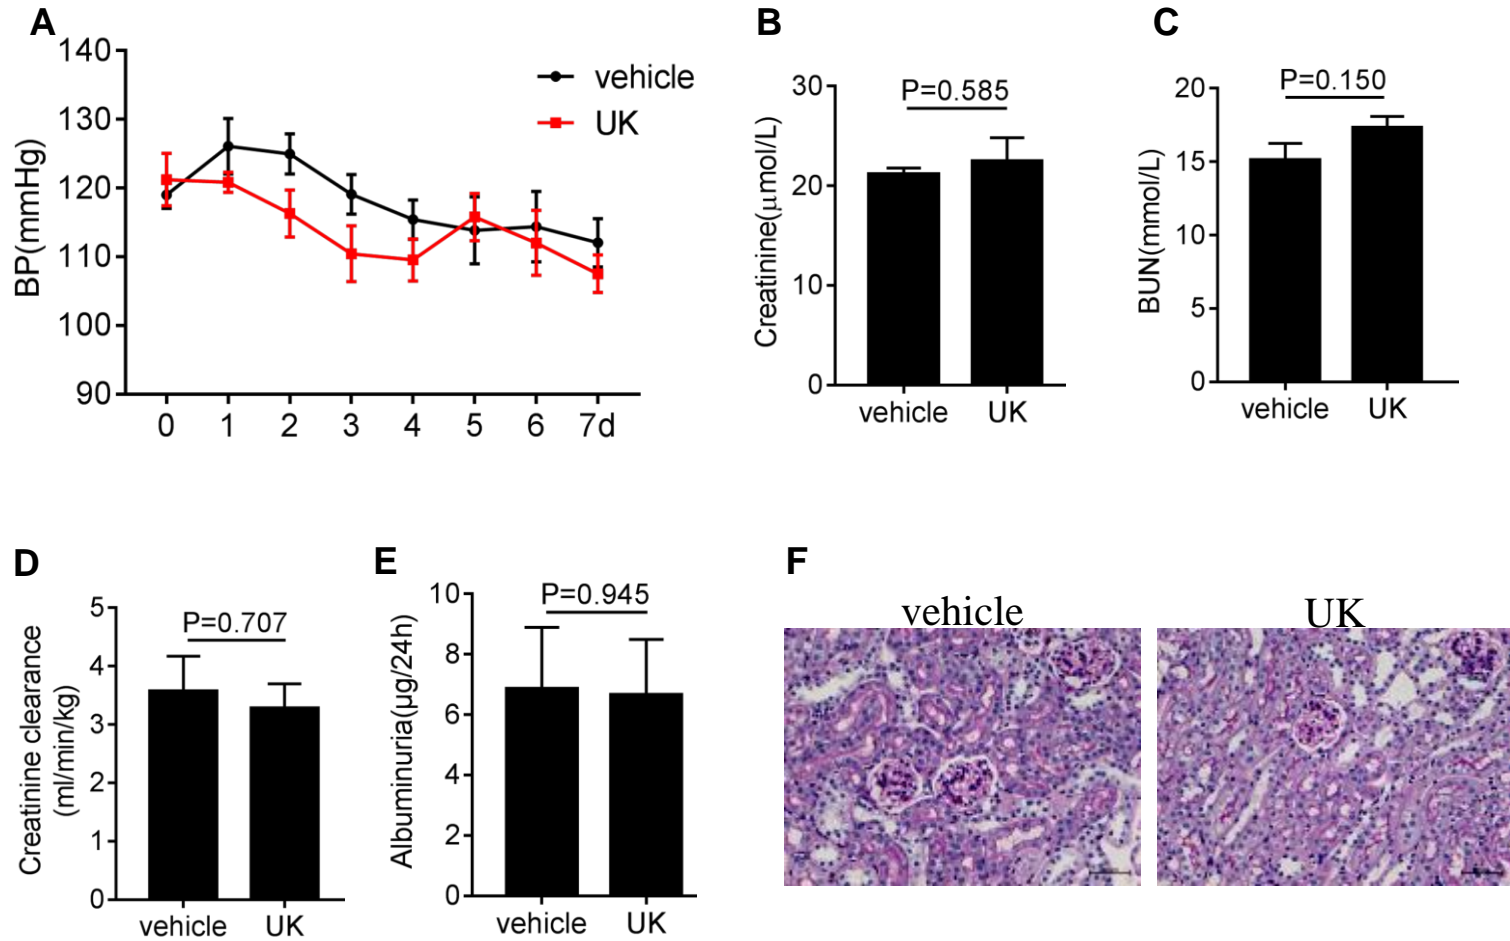 A
BP(mmHg)
140
130
120
110
100
90
0 1 2 3 4 5 6 7d
vehicle
UK
B
Creatinine(μmol/L)
30
20
10
0
P=0.585
vehicle UK
C
BUN(mmol/L)
20
15
10
5
0
P=0.150
vehicle UK
D
Creatinine clearance
(ml/min/kg)
5
4
3
2
1
0
P=0.707
vehicle UK
E
Albuminuria(μg/24h)
10
8
6
4
2
0
P=0.945
vehicle UK
F
vehicle UK